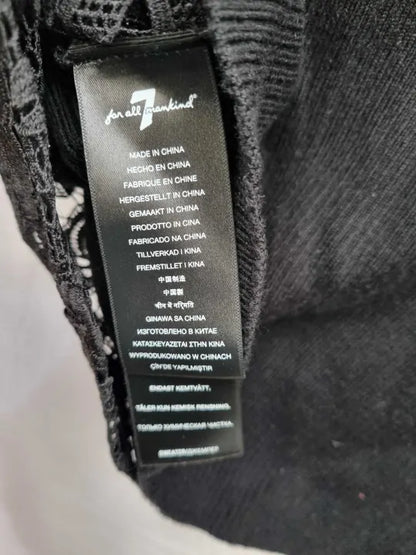 7
for all mankind®
MADE IN CHINA
HECHO EN CHINA
FABRIQUE EN CHINE
HERGESTELLT IN CHINA
GEMAAKT IN CHINA
PRODOTTO IN CINA
FABRICADO NA CHINA
TILLVERKAD I KINA
FREMSTILLET I KINA
中国制造
中國製
चीन में निर्मित
GINAWA SA CHINA
ИЗГОТОВЛЕНО В КИТАЕ
ΚΑΤΑΣΚΕΥΑΖΕΤΑΙ ΣΤΗΝ ΚΙΝΑ
WYPRODUKOWANO W CHINACH
ÇİN'DE YAPILMIŞTIR
ENDAST KEMTVÄTT.
TÅLER KUN KEMISK RENSNING.
ТОЛЬКО ХИМИЧЕСКАЯ ЧИСТКА.